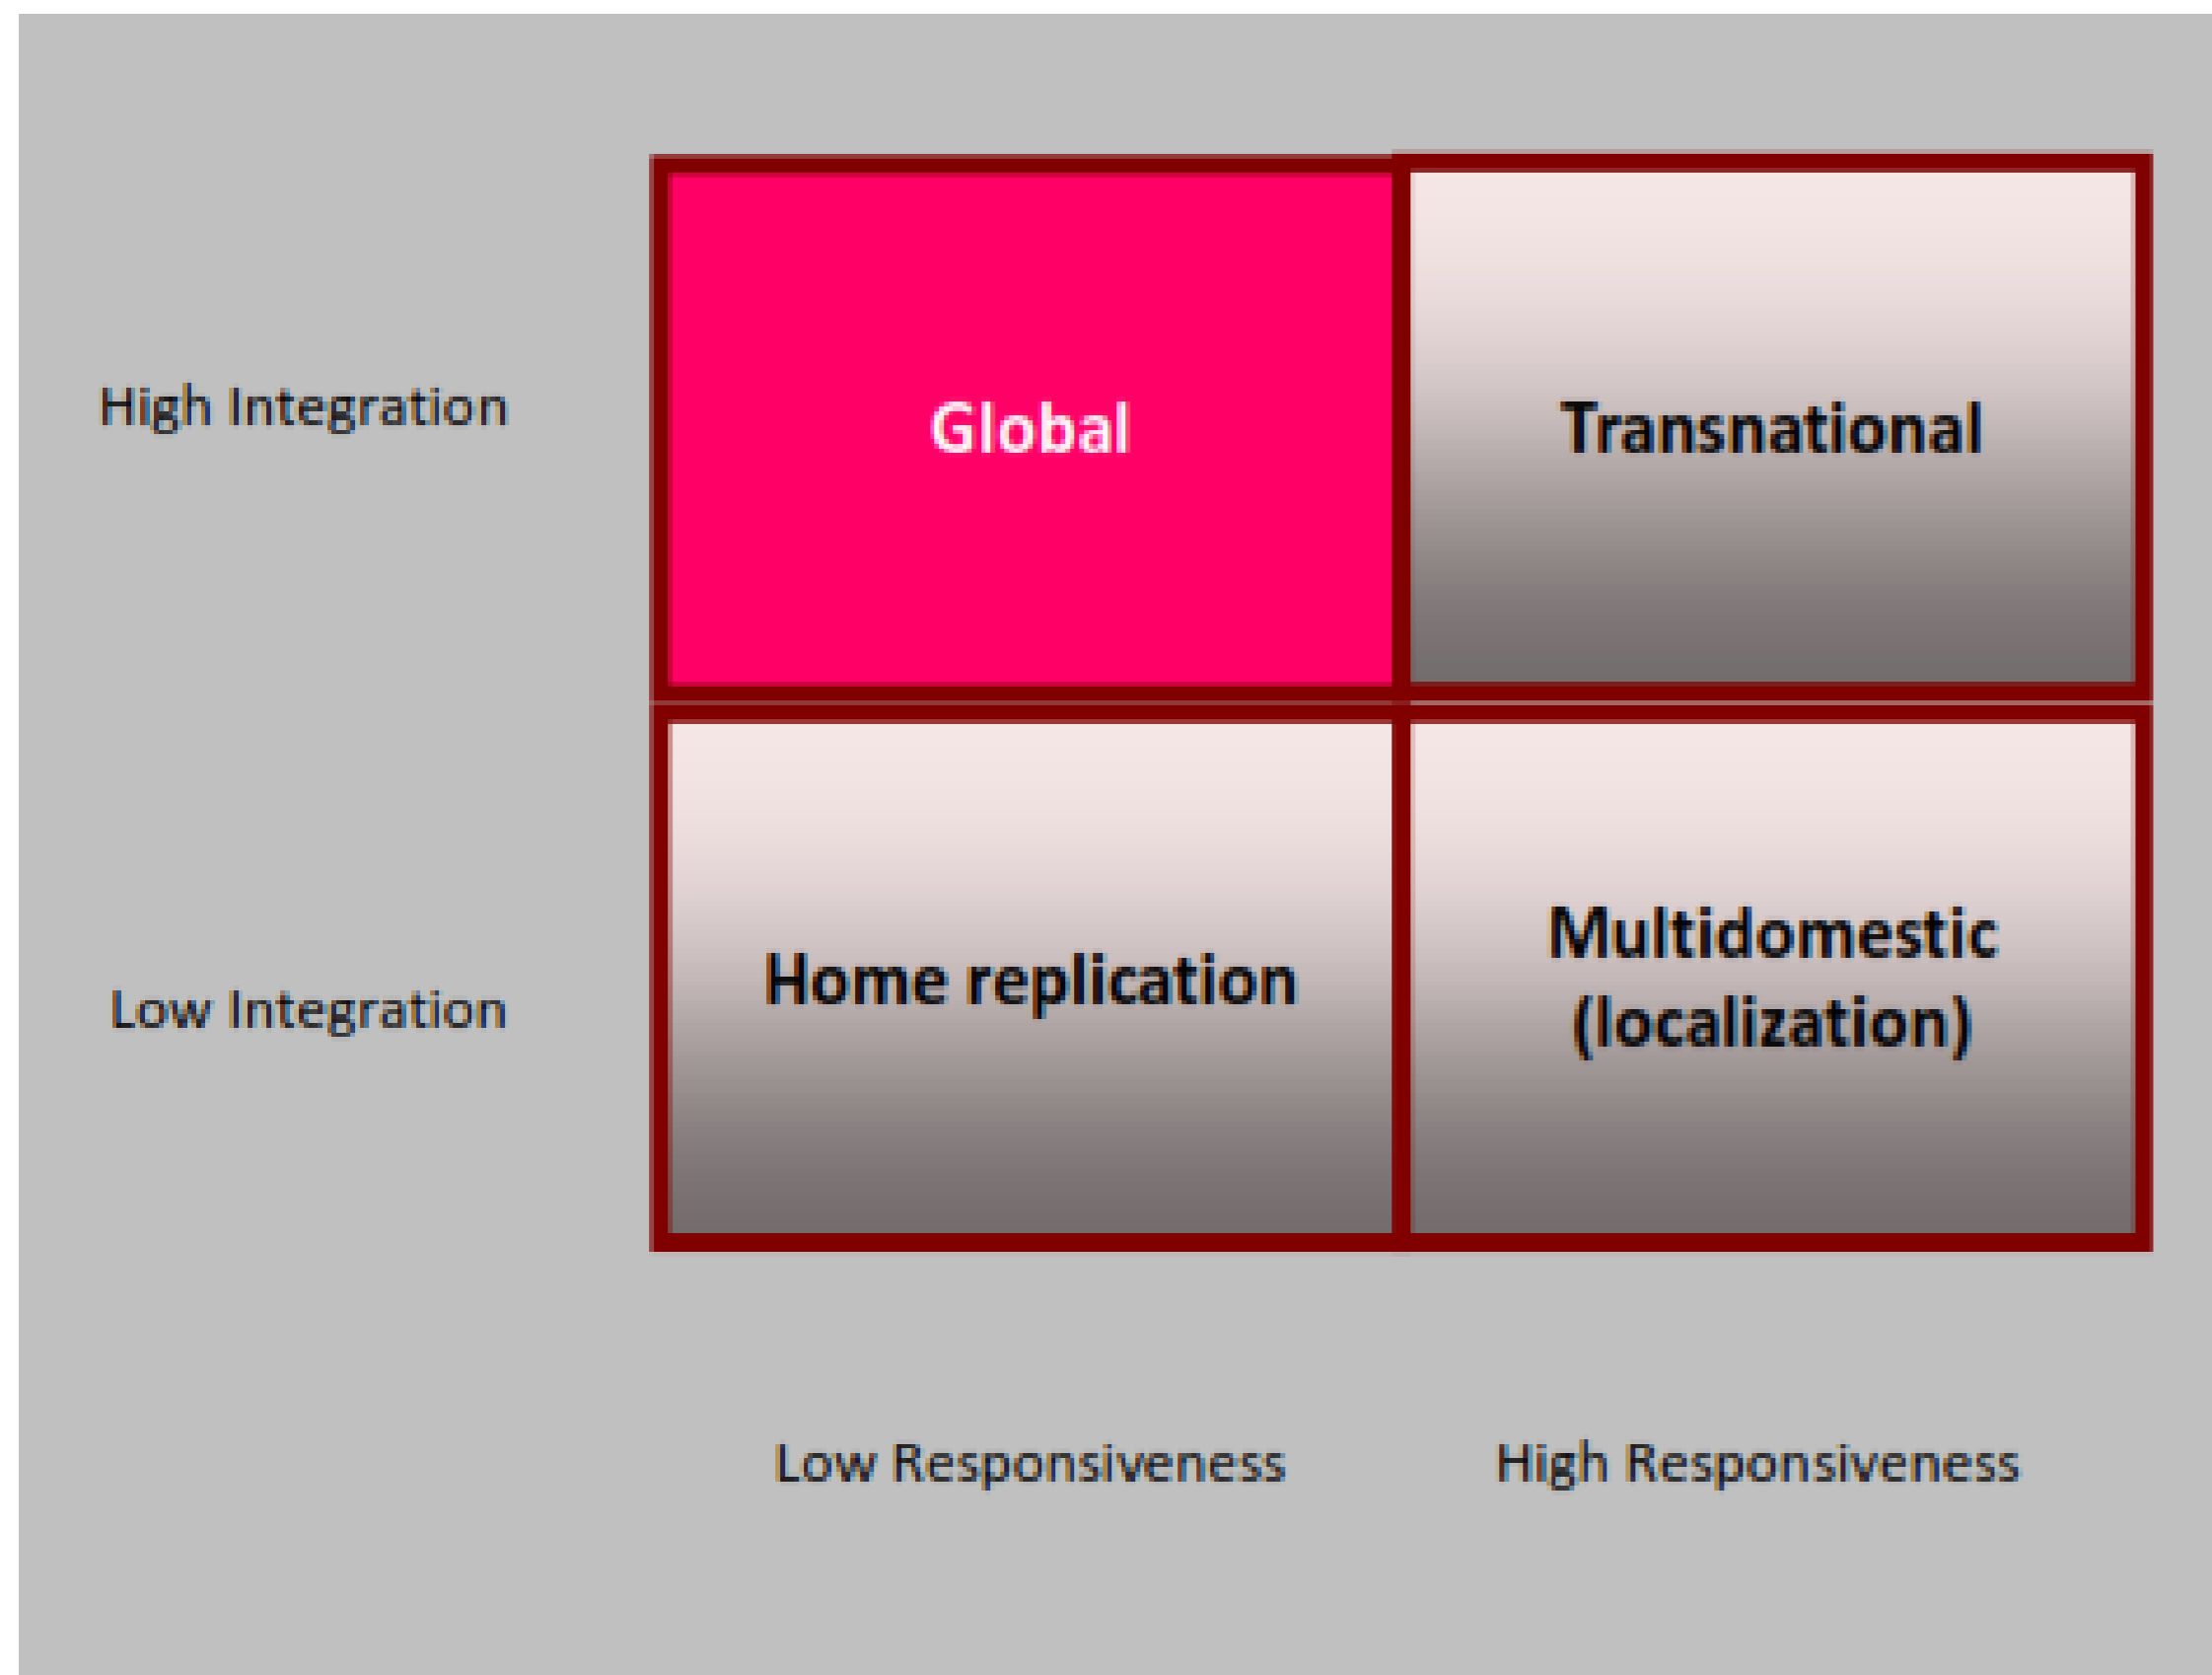 High Integration
Global
Transnational
Low Integration
Home replication
Multidomestic
(localization)
Low Responsiveness
High Responsiveness